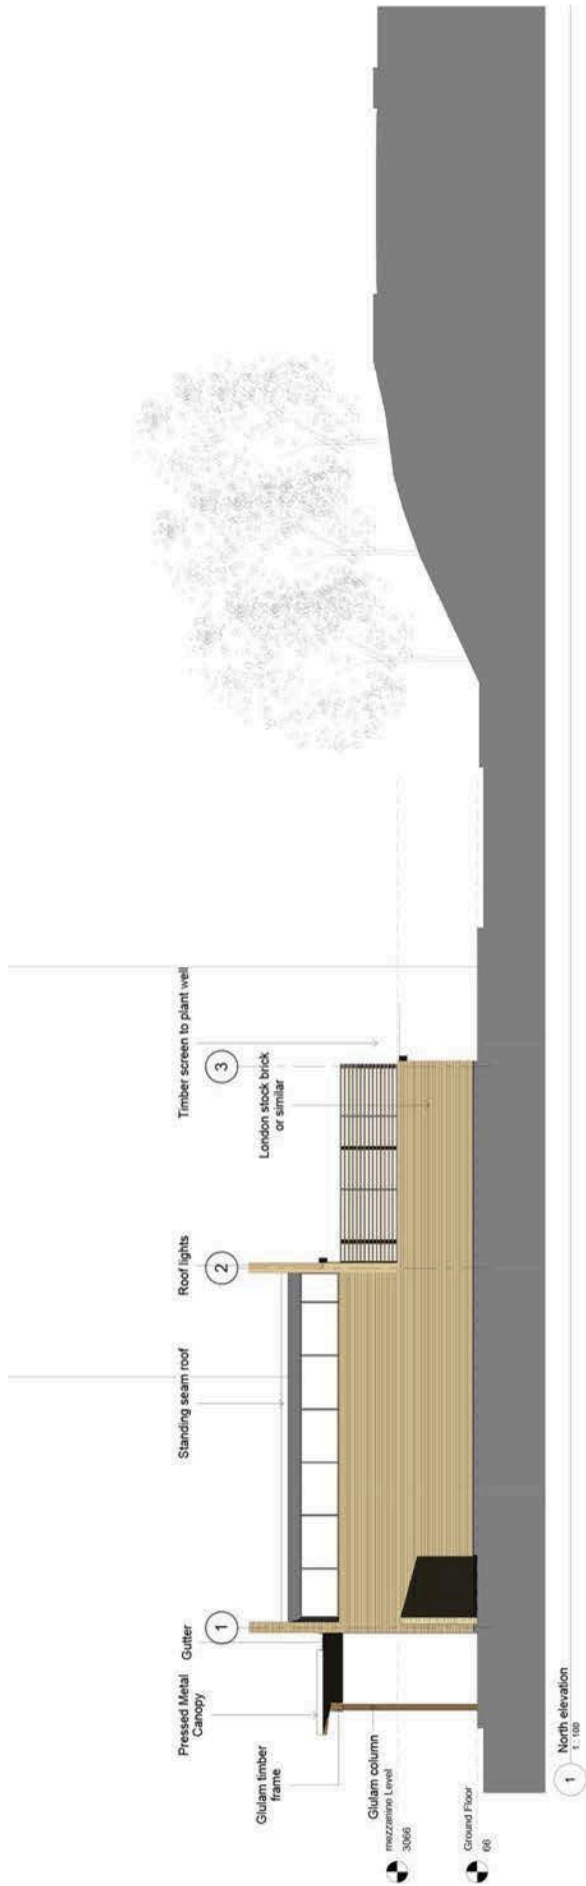 Pressed Metal
Canopy
Gutter
1
Standing seam roof
Roof lights
2
Timber screen to plant well
3
Glulam timber
frame
London stock brick
or similar
Glulam column
mezzanine Level
3066
Ground Floor
66
1
North elevation
1 : 100